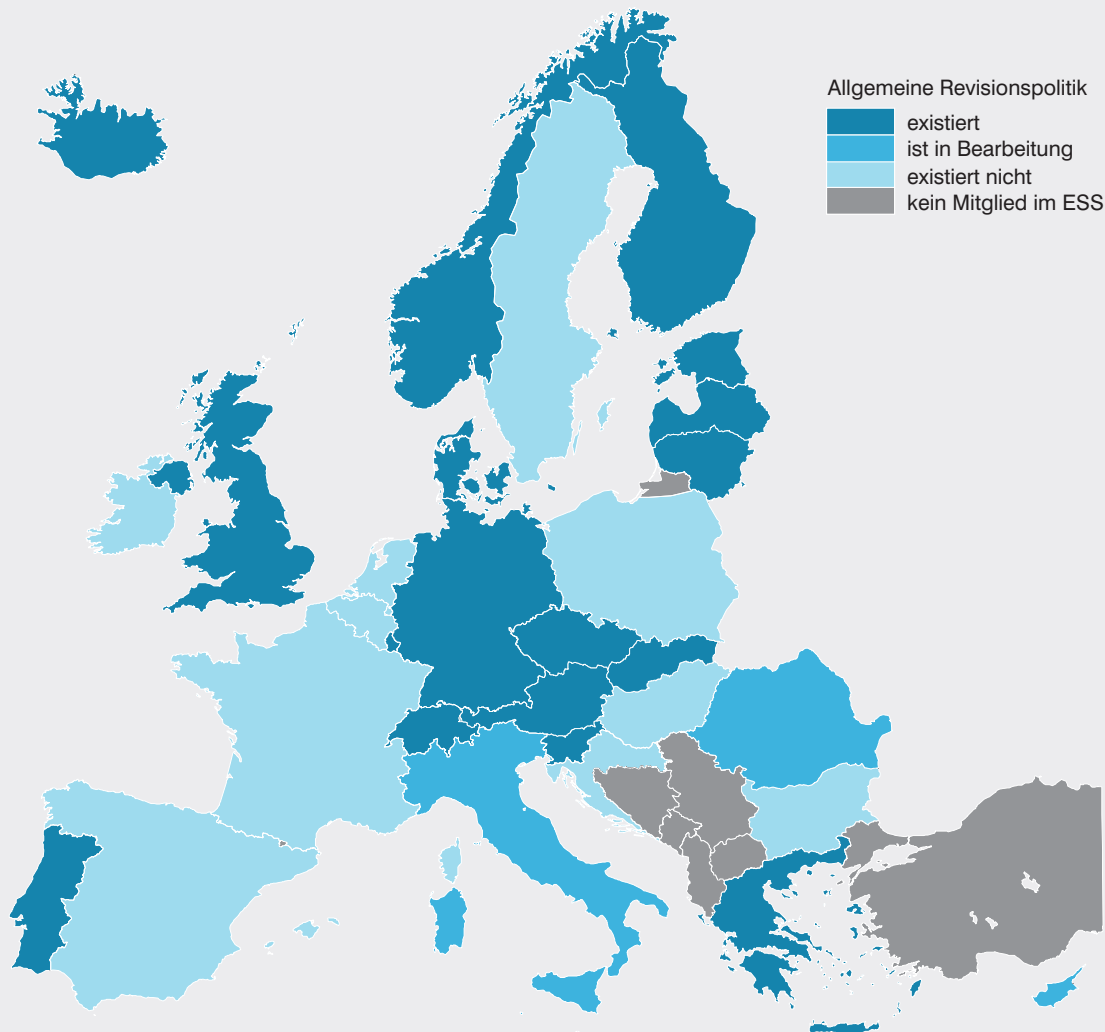 Allgemeine Revisionspolitik
existiert
ist in Bearbeitung
existiert nicht
kein Mitglied im ESS